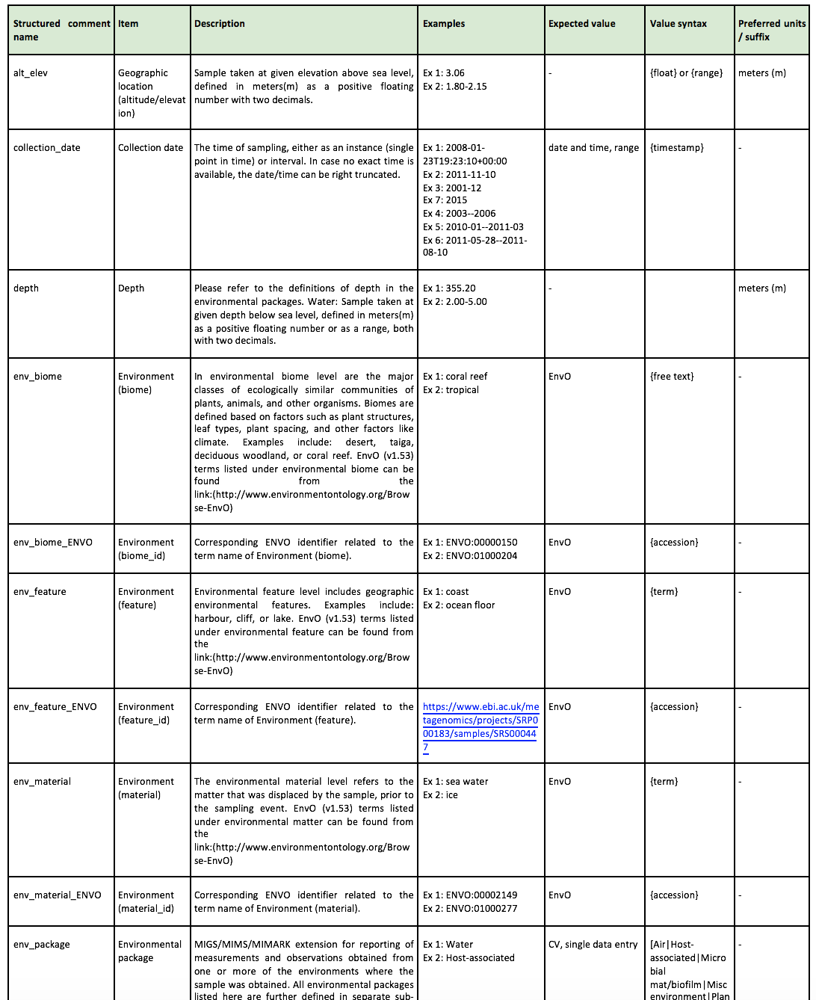 Structured comment name
Item
Description
Examples
Expected value
Value syntax
Preferred units / suffix
alt_elev
Geographic
location
(altitude/elevat
ion)
Sample taken at given elevation above sea level,
defined in meters(m) as a positive floating
number with two decimals.
Ex 1: 3.06
Ex 2: 1.80-2.15
-
{float} or {range}
meters (m)
collection_date
Collection date
The time of sampling, either as an instance (single
point in time) or interval. In case no exact time is
available, the date/time can be right truncated.
Ex 1: 2008-01-
23T19:23:10+00:00
Ex 2: 2011-11-10
Ex 3: 2001-12
Ex 7: 2015
Ex 4: 2003--2006
Ex 5: 2010-01--2011-03
Ex 6: 2011-05-28--2011-
08-10
date and time, range
{timestamp}
-
depth
Depth
Please refer to the definitions of depth in the
environmental packages. Water: Sample taken at
given depth below sea level, defined in meters(m)
as a positive floating number or as a range, both
with two decimals.
Ex 1: 355.20
Ex 2: 2.00-5.00
-
meters (m)
env_biome
Environment
(biome)
In environmental biome level are the major
classes of ecologically similar communities of
plants, animals, and other organisms. Biomes are
defined based on factors such as plant structures,
leaf types, plant spacing, and other factors like
climate. Examples include: desert, taiga,
deciduous woodland, or coral reef. EnvO (v1.53)
terms listed under environmental biome can be
found from the
link:(http://www.environmentontology.org/Brow
se-EnvO)
Ex 1: coral reef
Ex 2: tropical
EnvO
{free text}
-
env_biome_ENVO
Environment
(biome_id)
Corresponding ENVO identifier related to the
term name of Environment (biome).
Ex 1: ENVO:00000150
Ex 2: ENVO:01000204
EnvO
{accession}
-
env_feature
Environment
(feature)
Environmental feature level includes geographic
environmental features. Examples include:
harbour, cliff, or lake. EnvO (v1.53) terms listed
under environmental feature can be found from
the
link:(http://www.environmentontology.org/Brow
se-EnvO)
Ex 1: coast
Ex 2: ocean floor
EnvO
{term}
-
env_feature_ENVO
Environment
(feature_id)
Corresponding ENVO identifier related to the
term name of Environment (feature).
https://www.ebi.ac.uk/me
tagenomics/projects/SRP0
00183/samples/SRS00044
7
EnvO
{accession}
-
env_material
Environment
(material)
The environmental material level refers to the
matter that was displaced by the sample, prior to
the sampling event. EnvO (v1.53) terms listed
under environmental matter can be found from
the
link:(http://www.environmentontology.org/Brow
se-EnvO)
Ex 1: sea water
Ex 2: ice
EnvO
{term}
-
env_material_ENVO
Environment
(material_id)
Corresponding ENVO identifier related to the
term name of Environment (material).
Ex 1: ENVO:00002149
Ex 2: ENVO:01000277
EnvO
{accession}
-
env_package
Environmental
package
MIGS/MIMS/MIMARK extension for reporting of
measurements and observations obtained from
one or more of the environments where the
sample was obtained. All environmental packages
listed here are further defined in separate sub-
Ex 1: Water
Ex 2: Host-associated
CV, single data entry
[Air|Host-
associated|Micro
bial
mat/biofilm|Misc
environment|Plan
-